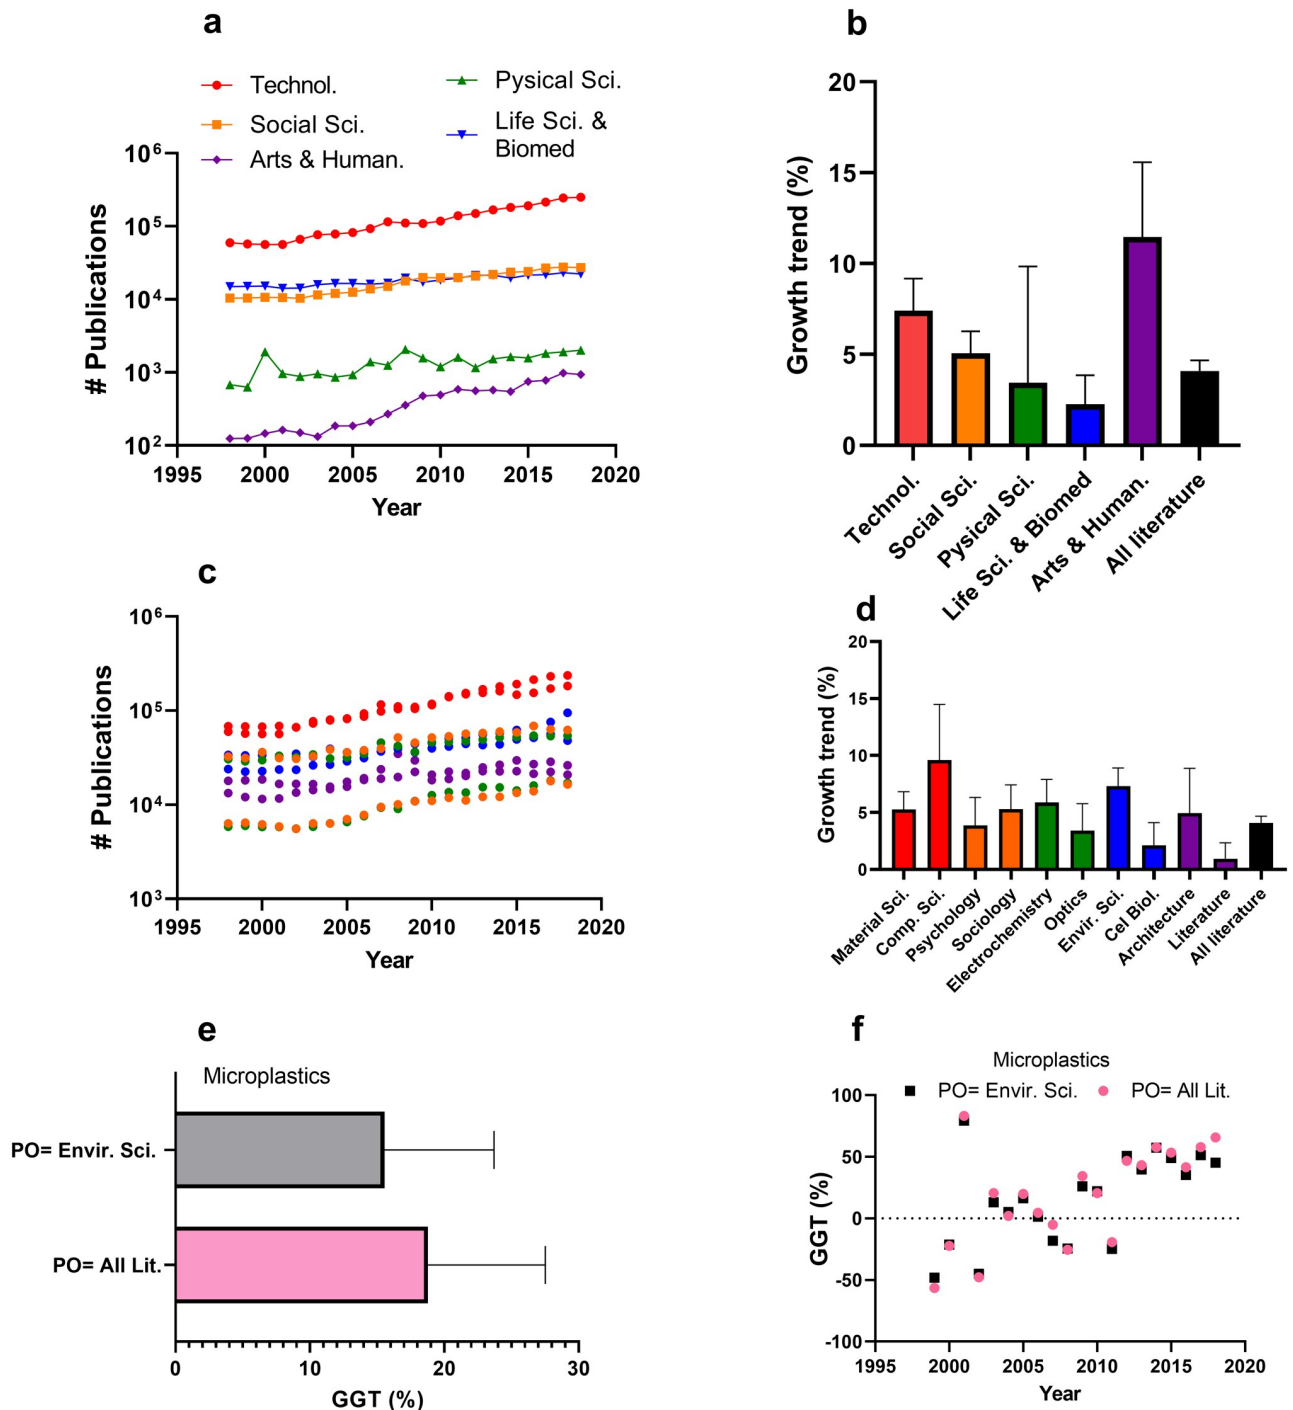 a
Technol.
Social Sci.
Arts & Human.
Pysical Sci.
Life Sci. &
Biomed
# Publications
10⁶
10⁵
10⁴
10³
10²
1995 2000 2005 2010 2015 2020
Year
b
Growth trend (%)
20
15
10
5
0
Technol.
Social Sci.
Pysical Sci.
Life Sci. & Biomed
Arts & Human.
All literature
c
# Publications
10⁶
10⁵
10⁴
10³
1995 2000 2005 2010 2015 2020
Year
d
Growth trend (%)
20
15
10
5
0
Material Sci.
Comp. Sci.
Psychology
Sociology
Electrochemistry
Optics
Envir. Sci.
Cel Biol.
Architecture
Literature
All literature
e
Microplastics
PO= Envir. Sci.
PO= All Lit.
0 10 20 30
GGT (%)
f
Microplastics
PO= Envir. Sci. PO= All Lit.
GGT (%)
100
50
0
-50
-100
1995 2000 2005 2010 2015 2020
Year